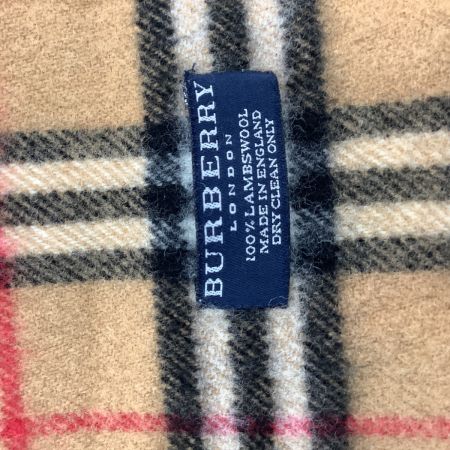 BURBERRY
LONDON
100% LAMBSWOOL
MADE IN ENGLAND
DRY CLEAN ONLY